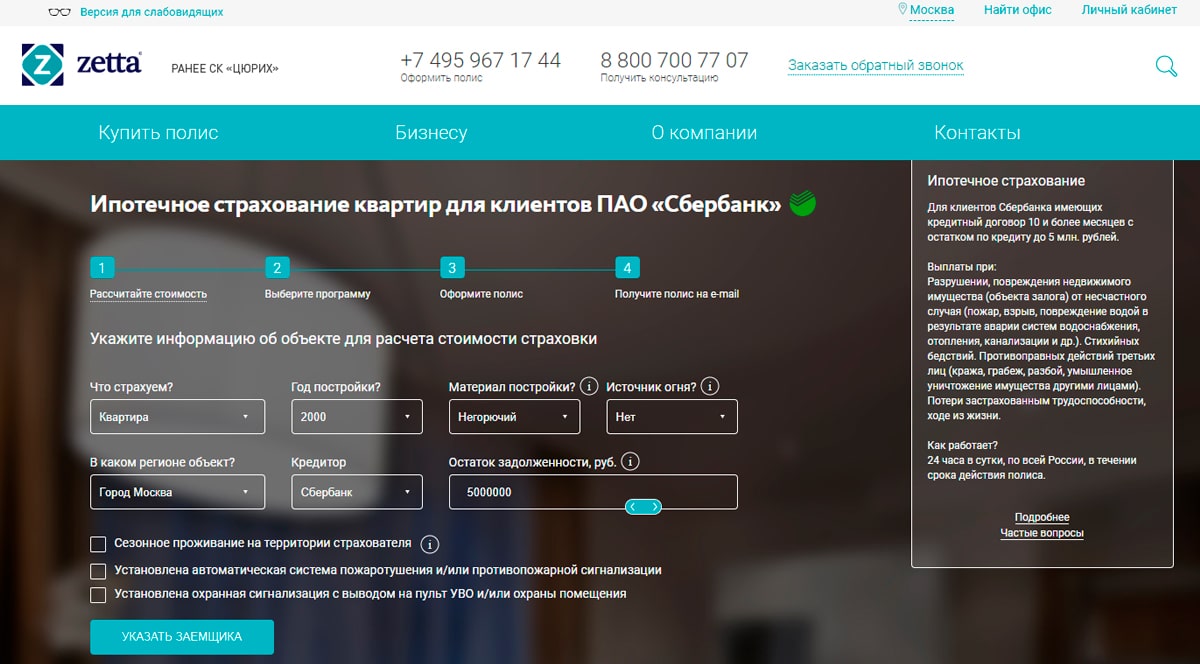 Версия для слабовидящих
Москва
Найти офис
Личный кабинет
Z
zetta
РАНЕЕ СК «ЦЮРИХ»
+7 495 967 17 44
Оформить полис
8 800 700 77 07
Получить консультацию
Заказать обратный звонок
Купить полис
Бизнесу
О компании
Контакты
Ипотечное страхование квартир для клиентов ПАО «Сбербанк»
1
2
3
4
Рассчитайте стоимость
Выберите программу
Оформите полис
Получите полис на e-mail
Укажите информацию об объекте для расчета стоимости страховки
Что страхуем?
Год постройки?
Материал постройки? i
Источник огня? i
Квартира
2000
Негорючий
Нет
В каком регионе объект?
Кредитор
Остаток задолженности, руб. i
Город Москва
Сбербанк
5000000
Сезонное проживание на территории страхователя i
Установлена автоматическая система пожаротушения и/или противопожарной сигнализации
Установлена охранная сигнализация с выводом на пульт УВО и/или охраны помещения
УКАЗАТЬ ЗАЕМЩИКА
Ипотечное страхование
Для клиентов Сбербанка имеющих
кредитный договор 10 и более месяцев с
остатком по кредиту до 5 млн. рублей.
Выплаты при:
Разрушении, повреждения недвижимого
имущества (объекта залога) от несчастного
случая (пожар, взрыв, повреждение водой в
результате аварии систем водоснабжения,
отопления, канализации и др.). Стихийных
бедствий. Противоправных действий третьих
лиц (кража, грабеж, разбой, умышленное
уничтожение имущества другими лицами).
Потери застрахованным трудоспособности,
ходе из жизни.
Как работает?
24 часа в сутки, по всей России, в течении
срока действия полиса.
Подробнее
Частые вопросы